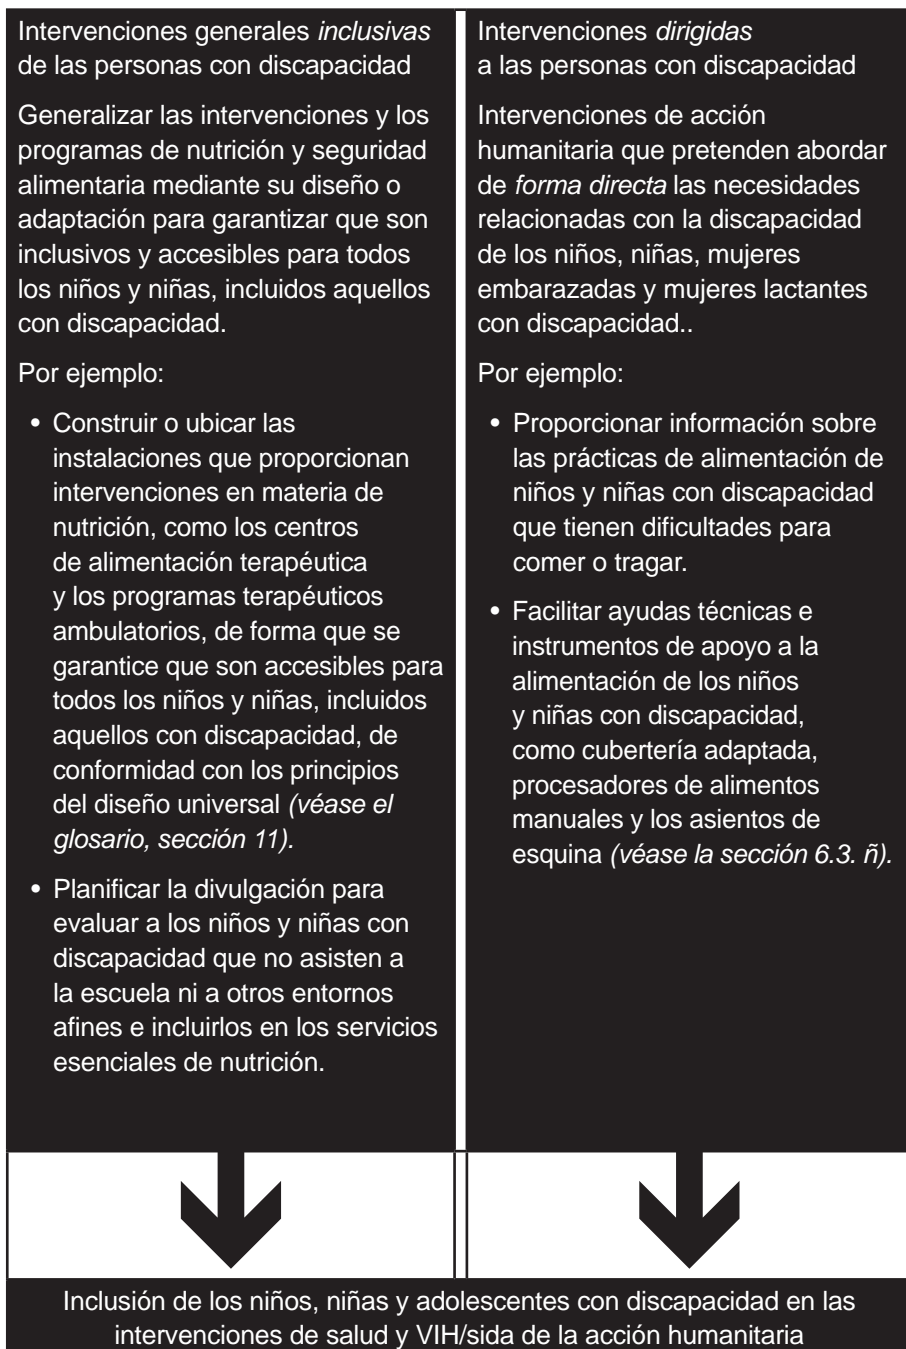 Intervenciones generales inclusivas
de las personas con discapacidad
Generalizar las intervenciones y los
programas de nutrición y seguridad
alimentaria mediante su diseño o
adaptación para garantizar que son
inclusivos y accesibles para todos
los niños y niñas, incluidos aquellos
con discapacidad.
Por ejemplo:
• Construir o ubicar las
instalaciones que proporcionan
intervenciones en materia de
nutrición, como los centros
de alimentación terapéutica
y los programas terapéuticos
ambulatorios, de forma que se
garantice que son accesibles para
todos los niños y niñas, incluidos
aquellos con discapacidad, de
conformidad con los principios
del diseño universal (véase el
glosario, sección 11).
• Planificar la divulgación para
evaluar a los niños y niñas con
discapacidad que no asisten a
la escuela ni a otros entornos
afines e incluirlos en los servicios
esenciales de nutrición.
Intervenciones dirigidas
a las personas con discapacidad
Intervenciones de acción
humanitaria que pretenden abordar
de forma directa las necesidades
relacionadas con la discapacidad
de los niños, niñas, mujeres
embarazadas y mujeres lactantes
con discapacidad..
Por ejemplo:
• Proporcionar información sobre
las prácticas de alimentación de
niños y niñas con discapacidad
que tienen dificultades para
comer o tragar.
• Facilitar ayudas técnicas e
instrumentos de apoyo a la
alimentación de los niños
y niñas con discapacidad,
como cubertería adaptada,
procesadores de alimentos
manuales y los asientos de
esquina (véase la sección 6.3. ñ).
Inclusión de los niños, niñas y adolescentes con discapacidad en las
intervenciones de salud y VIH/sida de la acción humanitaria